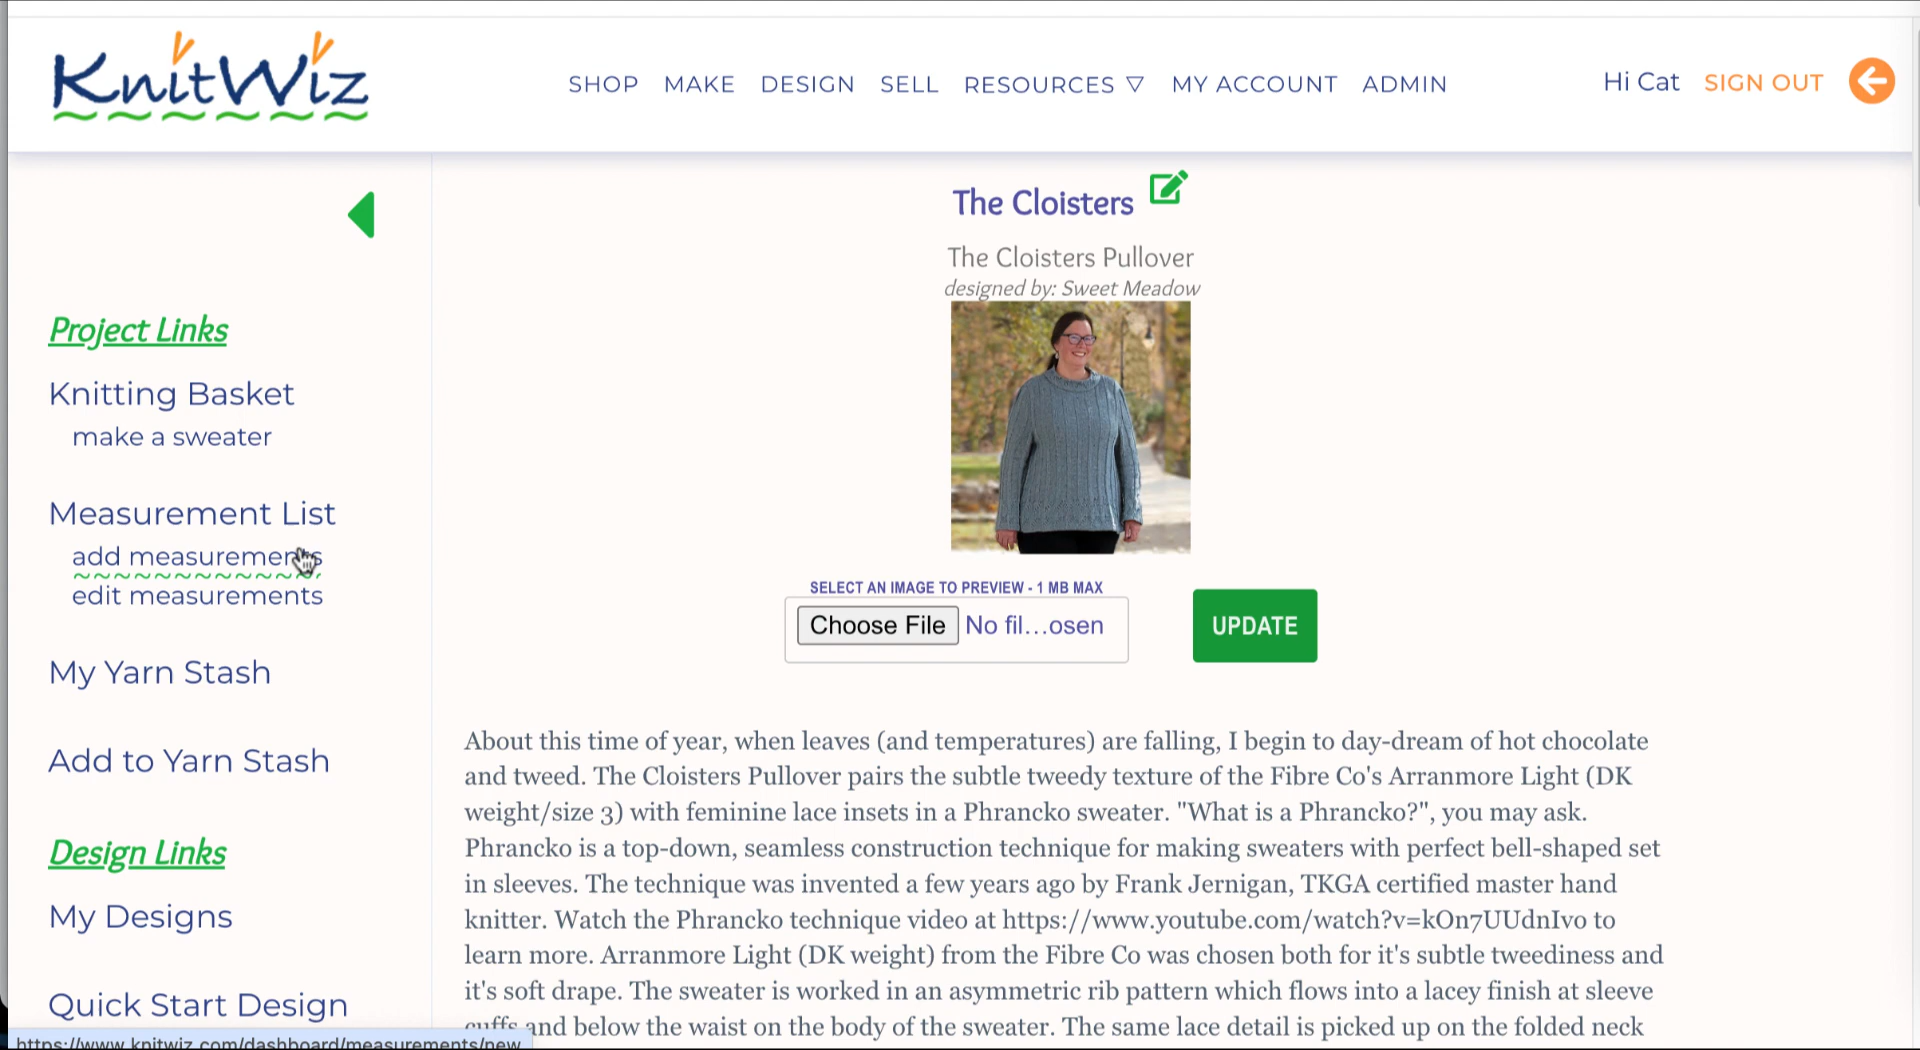 KnitWiz
SHOP MAKE DESIGN SELL RESOURCES ▽ MY ACCOUNT ADMIN
Hi Cat SIGN OUT
Project Links
Knitting Basket
make a sweater
Measurement List
add measurements
edit measurements
My Yarn Stash
Add to Yarn Stash
Design Links
My Designs
Quick Start Design
https://www.knitwiz.com/dashboard/measurements/new
The Cloisters
The Cloisters Pullover
designed by: Sweet Meadow
SELECT AN IMAGE TO PREVIEW - 1 MB MAX
Choose File No fil...osen
UPDATE
About this time of year, when leaves (and temperatures) are falling, I begin to day-dream of hot chocolate
and tweed. The Cloisters Pullover pairs the subtle tweedy texture of the Fibre Co's Arranmore Light (DK
weight/size 3) with feminine lace insets in a Phrancko sweater. "What is a Phrancko?", you may ask.
Phrancko is a top-down, seamless construction technique for making sweaters with perfect bell-shaped set
in sleeves. The technique was invented a few years ago by Frank Jernigan, TKGA certified master hand
knitter. Watch the Phrancko technique video at https://www.youtube.com/watch?v=kOn7UUdnIvo to
learn more. Arranmore Light (DK weight) from the Fibre Co was chosen both for it's subtle tweediness and
it's soft drape. The sweater is worked in an asymmetric rib pattern which flows into a lacey finish at sleeve
cuffs and below the waist on the body of the sweater. The same lace detail is picked up on the folded neck